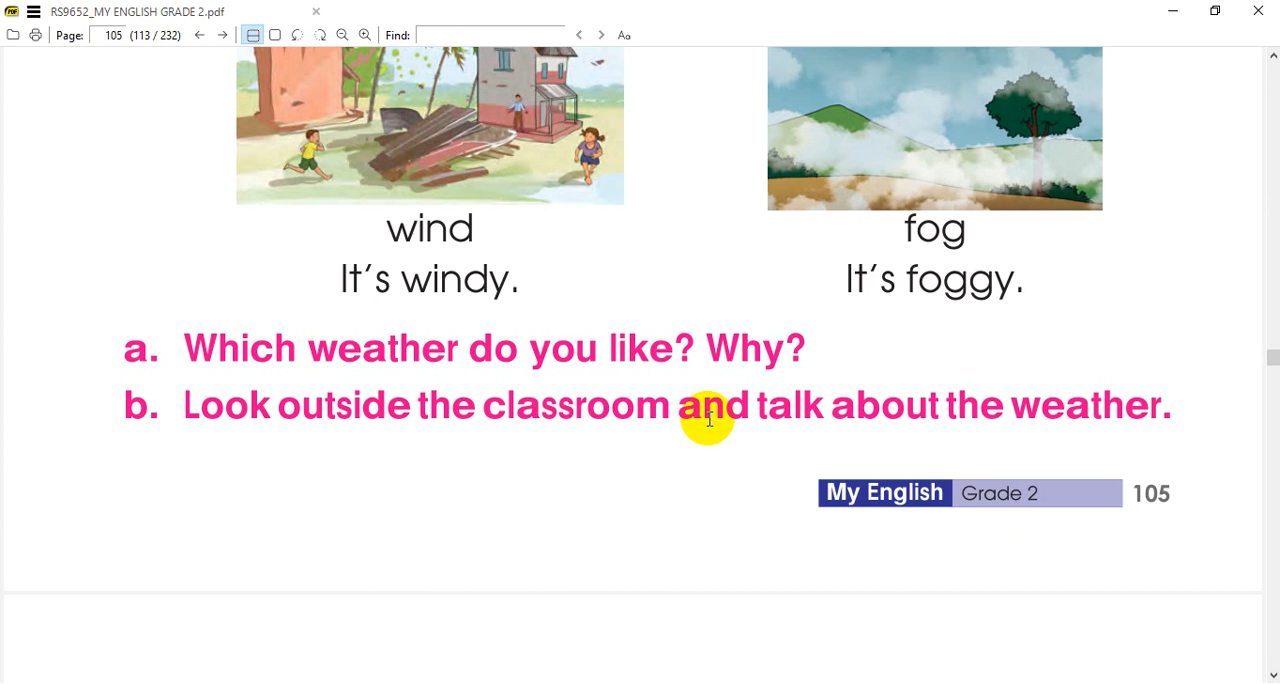 RS9652_MY ENGLISH GRADE 2.pdf
Page: 105 (113 / 232) Find: Aa
wind
fog
It's windy.
It's foggy.
a. Which weather do you like? Why?
b. Look outside the classroom and talk about the weather.
My English Grade 2 105